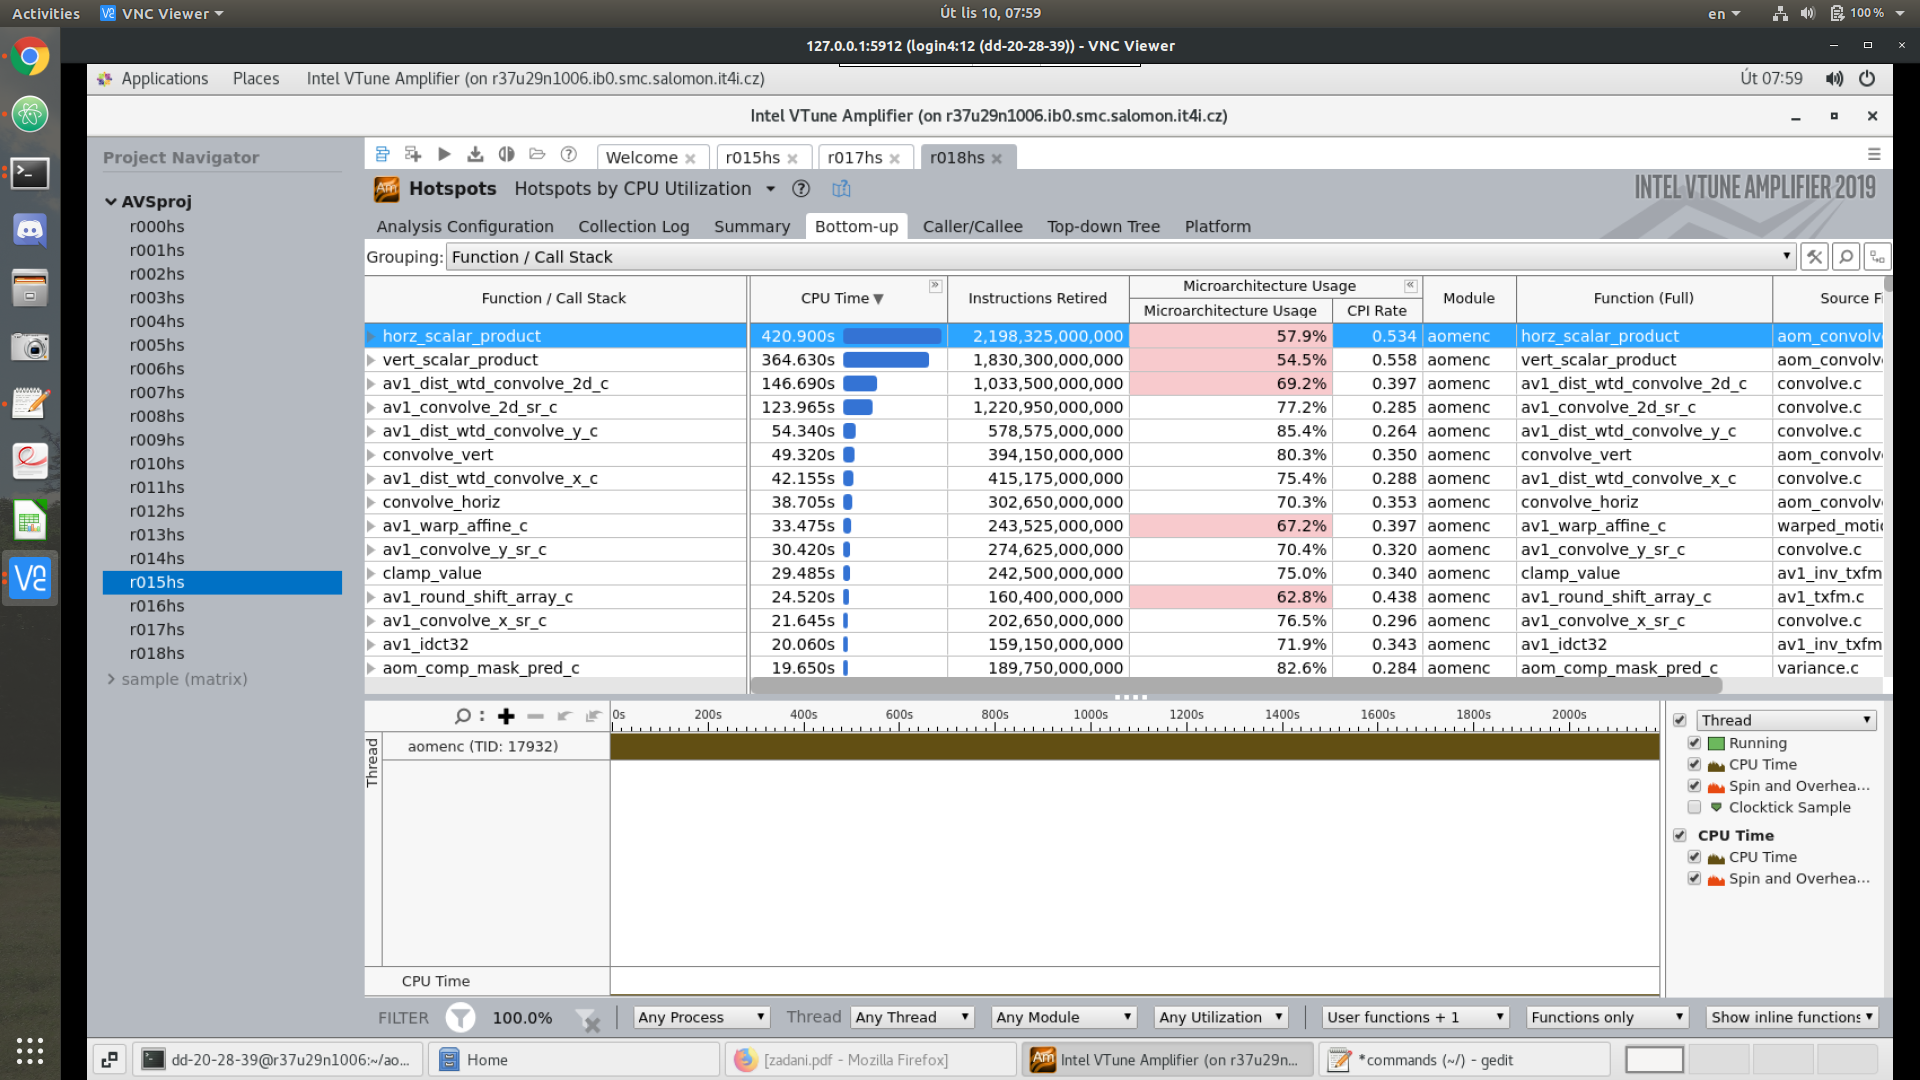 Activities VNC Viewer Út lis 10, 07:59 en 100%
127.0.0.1:5912 (login4:12 (dd-20-28-39)) - VNC Viewer
Applications Places Intel VTune Amplifier (on r37u29n1006.ib0.smc.salomon.it4i.cz) Út 07:59
Intel VTune Amplifier (on r37u29n1006.ib0.smc.salomon.it4i.cz)
Project Navigator
AVSproj
r000hs
r001hs
r002hs
r003hs
r004hs
r005hs
r006hs
r007hs
r008hs
r009hs
r010hs
r011hs
r012hs
r013hs
r014hs
r015hs
r016hs
r017hs
r018hs
sample (matrix)
Welcome r015hs r017hs r018hs
Am Hotspots Hotspots by CPU Utilization
INTEL VTUNE AMPLIFIER 2019
Analysis Configuration Collection Log Summary Bottom-up Caller/Callee Top-down Tree Platform
Grouping: Function / Call Stack
Function / Call Stack CPU Time Instructions Retired Microarchitecture Usage Module Function (Full) Source Fi
Microarchitecture Usage CPI Rate
horz_scalar_product 420.900s 2,198,325,000,000 57.9% 0.534 aomenc horz_scalar_product aom_convolv
vert_scalar_product 364.630s 1,830,300,000,000 54.5% 0.558 aomenc vert_scalar_product aom_convolv
av1_dist_wtd_convolve_2d_c 146.690s 1,033,500,000,000 69.2% 0.397 aomenc av1_dist_wtd_convolve_2d_c convolve.c
av1_convolve_2d_sr_c 123.965s 1,220,950,000,000 77.2% 0.285 aomenc av1_convolve_2d_sr_c convolve.c
av1_dist_wtd_convolve_y_c 54.340s 578,575,000,000 85.4% 0.264 aomenc av1_dist_wtd_convolve_y_c convolve.c
convolve_vert 49.320s 394,150,000,000 80.3% 0.350 aomenc convolve_vert aom_convolv
av1_dist_wtd_convolve_x_c 42.155s 415,175,000,000 75.4% 0.288 aomenc av1_dist_wtd_convolve_x_c convolve.c
convolve_horiz 38.705s 302,650,000,000 70.3% 0.353 aomenc convolve_horiz aom_convolv
av1_warp_affine_c 33.475s 243,525,000,000 67.2% 0.397 aomenc av1_warp_affine_c warped_motic
av1_convolve_y_sr_c 30.420s 274,625,000,000 70.4% 0.320 aomenc av1_convolve_y_sr_c convolve.c
clamp_value 29.485s 242,500,000,000 75.0% 0.340 aomenc clamp_value av1_inv_txfm
av1_round_shift_array_c 24.520s 160,400,000,000 62.8% 0.438 aomenc av1_round_shift_array_c av1_txfm.c
av1_convolve_x_sr_c 21.645s 202,650,000,000 76.5% 0.296 aomenc av1_convolve_x_sr_c convolve.c
av1_idct32 20.060s 159,150,000,000 71.9% 0.343 aomenc av1_idct32 av1_inv_txfm
aom_comp_mask_pred_c 19.650s 189,750,000,000 82.6% 0.284 aomenc aom_comp_mask_pred_c variance.c
0s 200s 400s 600s 800s 1000s 1200s 1400s 1600s 1800s 2000s
Thread
aomenc (TID: 17932)
CPU Time
Thread
Running
CPU Time
Spin and Overhea...
Clocktick Sample
CPU Time
CPU Time
Spin and Overhea...
FILTER 100.0% Any Process Thread Any Thread Any Module Any Utilization User functions + 1 Functions only Show inline functions
dd-20-28-39@r37u29n1006:~/ao... Home [zadani.pdf - Mozilla Firefox] Am Intel VTune Amplifier (on r37u29n... *commands (~/) - gedit